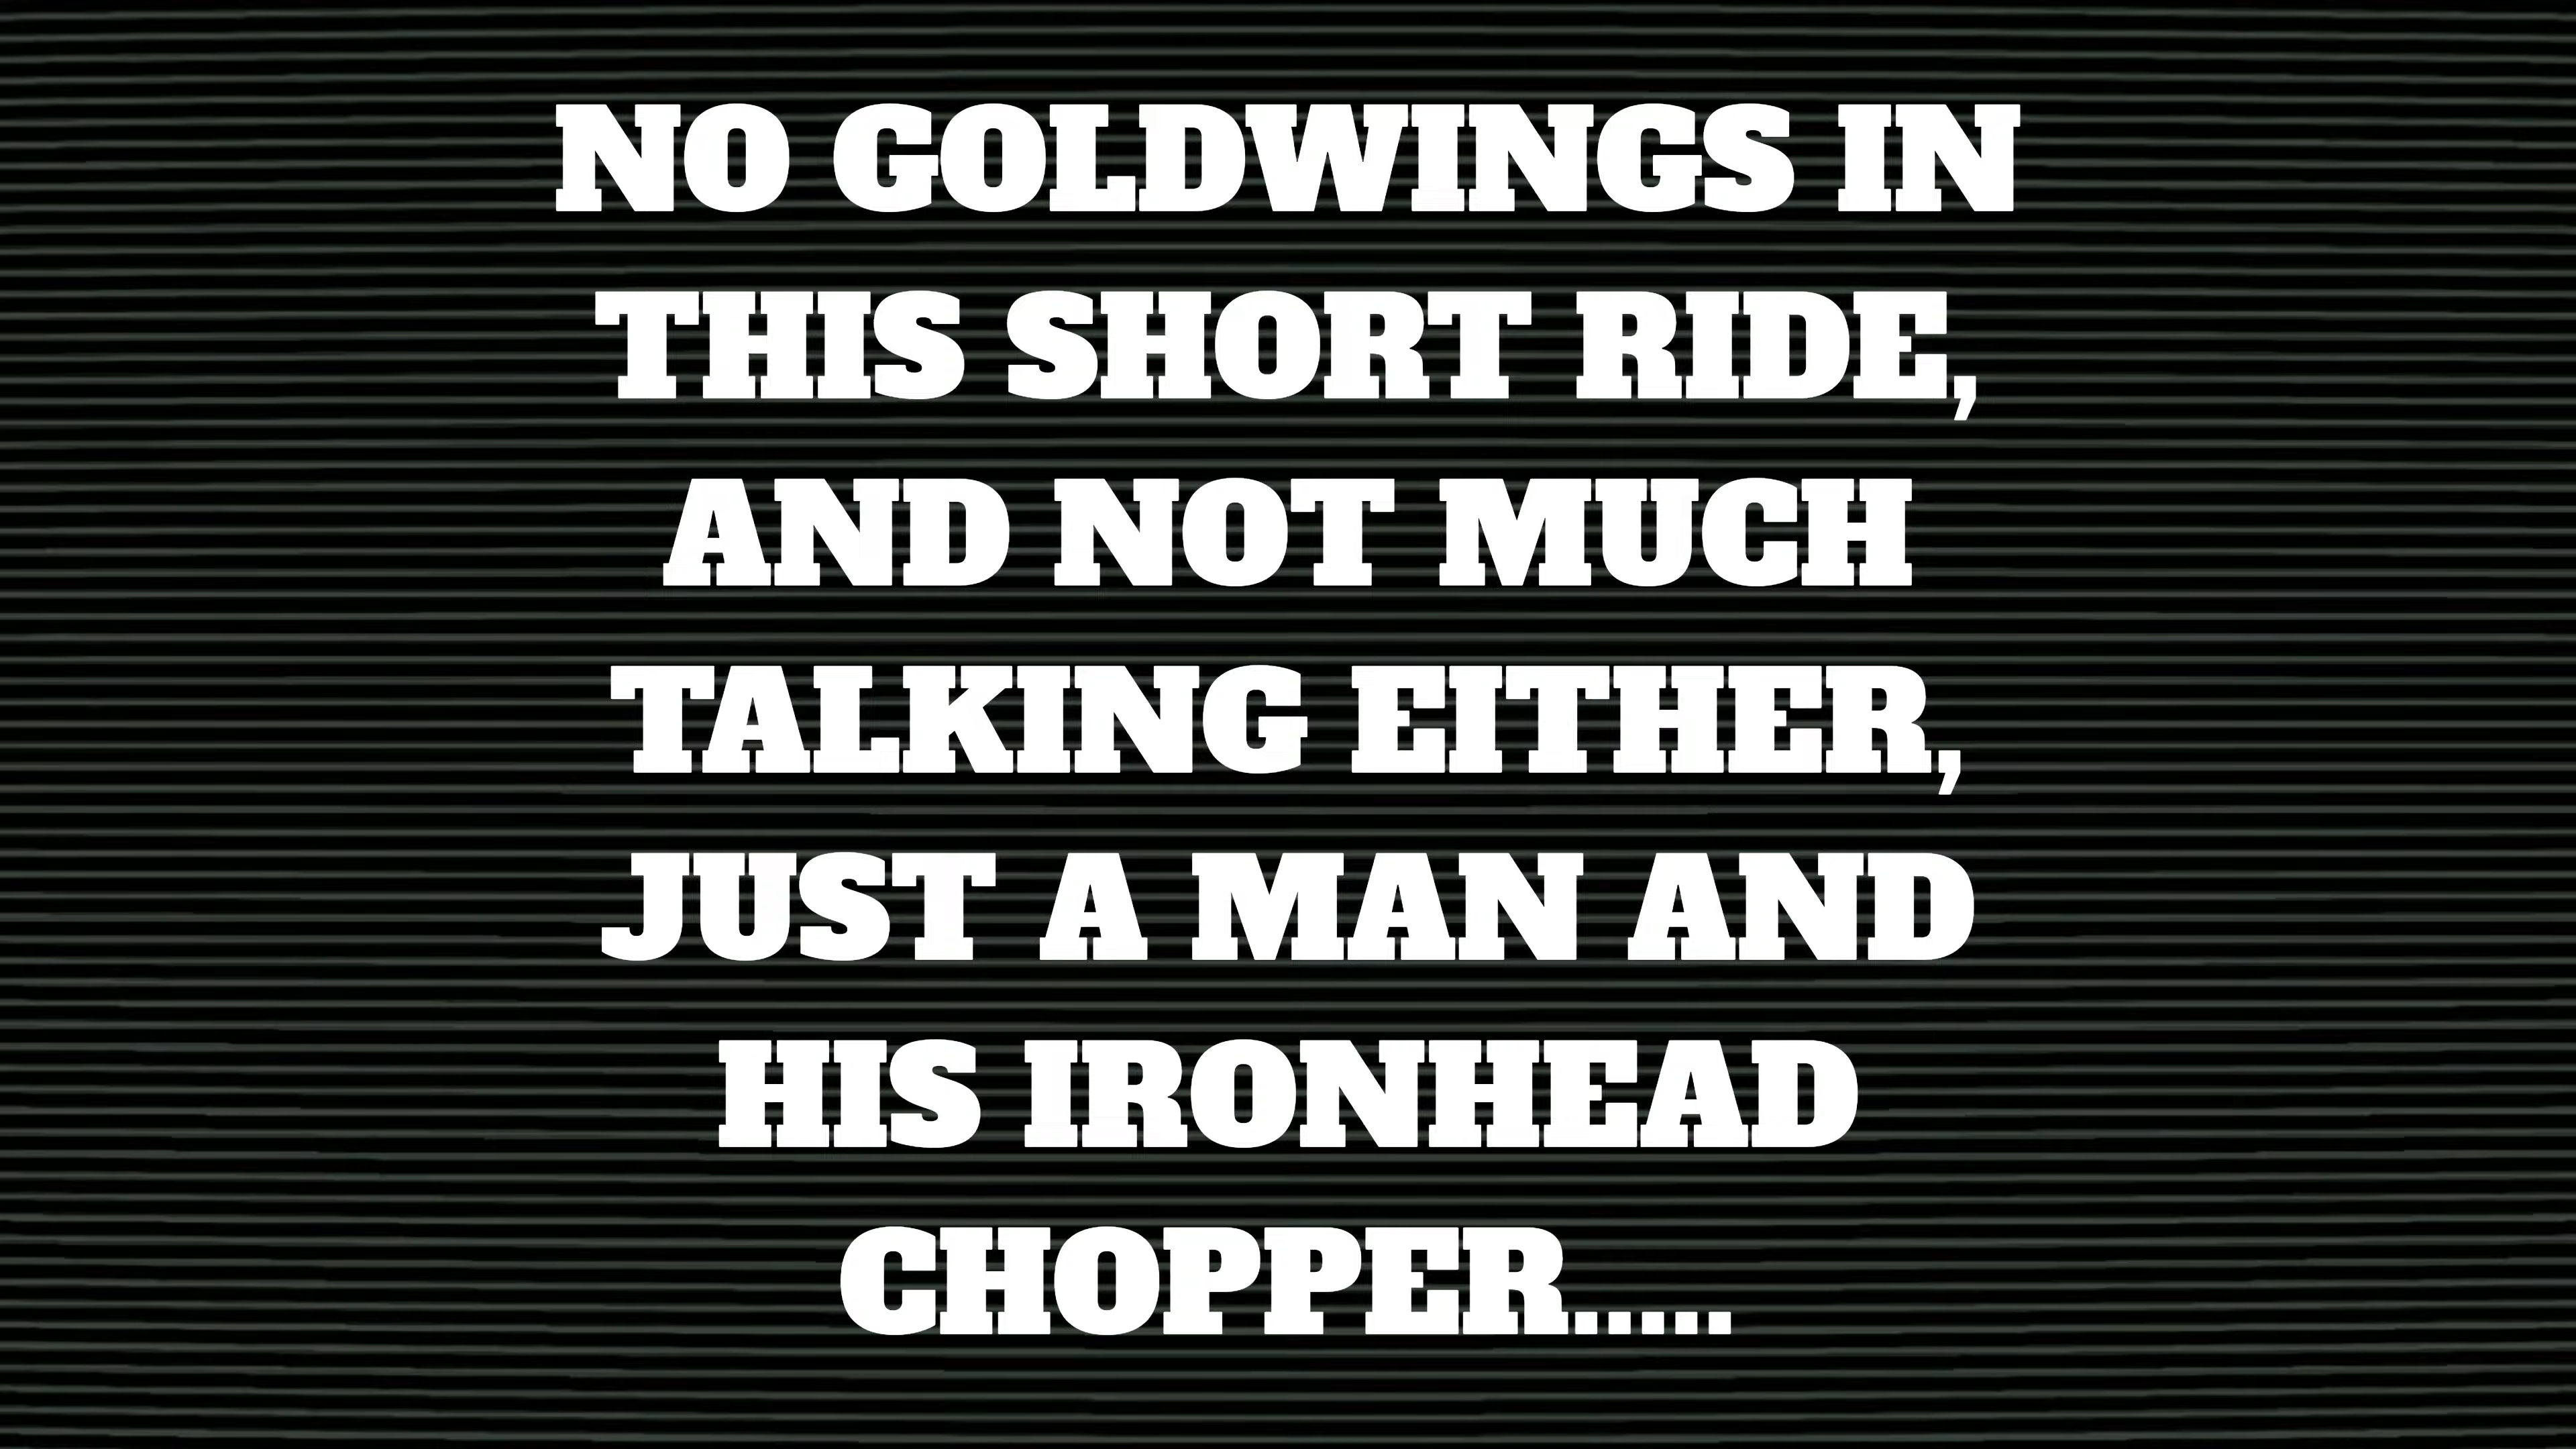 NO GOLDWINGS IN
THIS SHORT RIDE,
AND NOT MUCH
TALKING EITHER,
JUST A MAN AND
HIS IRONHEAD
CHOPPER.....